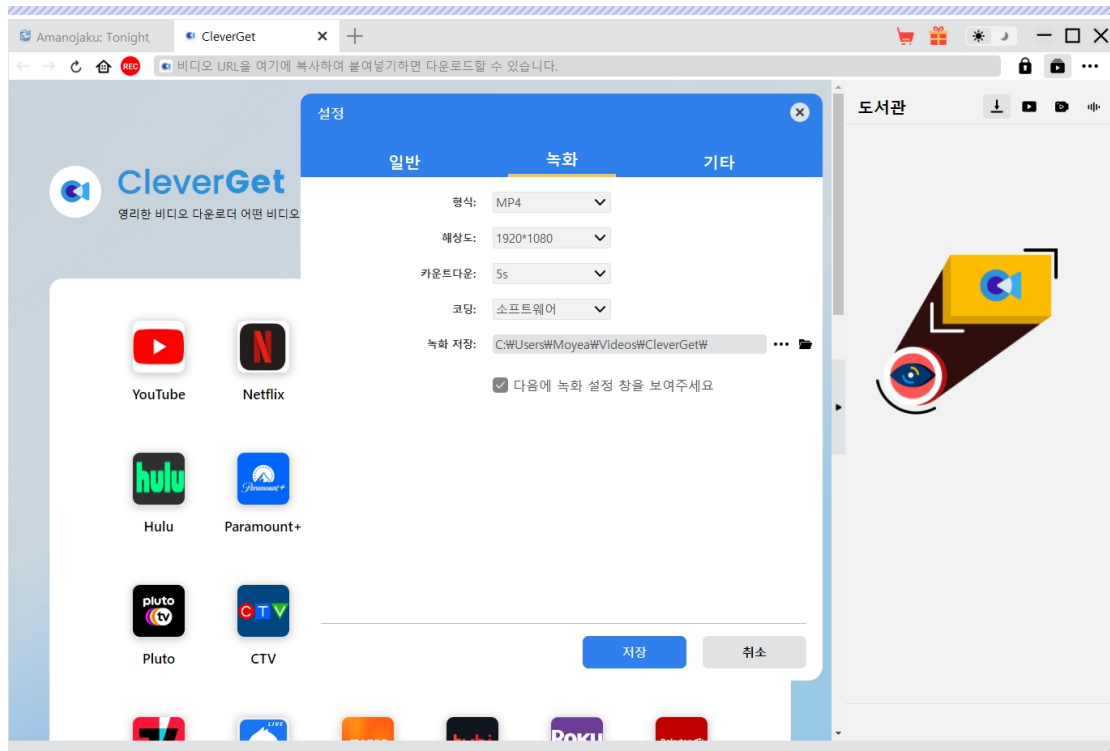 Amanojaku: Tonight
CleverGet
REC
비디오 URL을 여기에 복사하여 붙여넣기하면 다운로드할 수 있습니다.
설정
도서관
일반
녹화
기타
CleverGet
영리한 비디오 다운로더 어떤 비디오
형식:
MP4
해상도:
1920*1080
카운트다운:
5s
코딩:
소프트웨어
녹화 저장:
C:₩Users₩Moyea₩Videos₩CleverGet₩
다음에 녹화 설정 창을 보여주세요
N
YouTube
Netflix
hulu
Paramount+
Hulu
Paramount+
pluto
tv
CTV
Pluto
CTV
저장
취소
LIVE